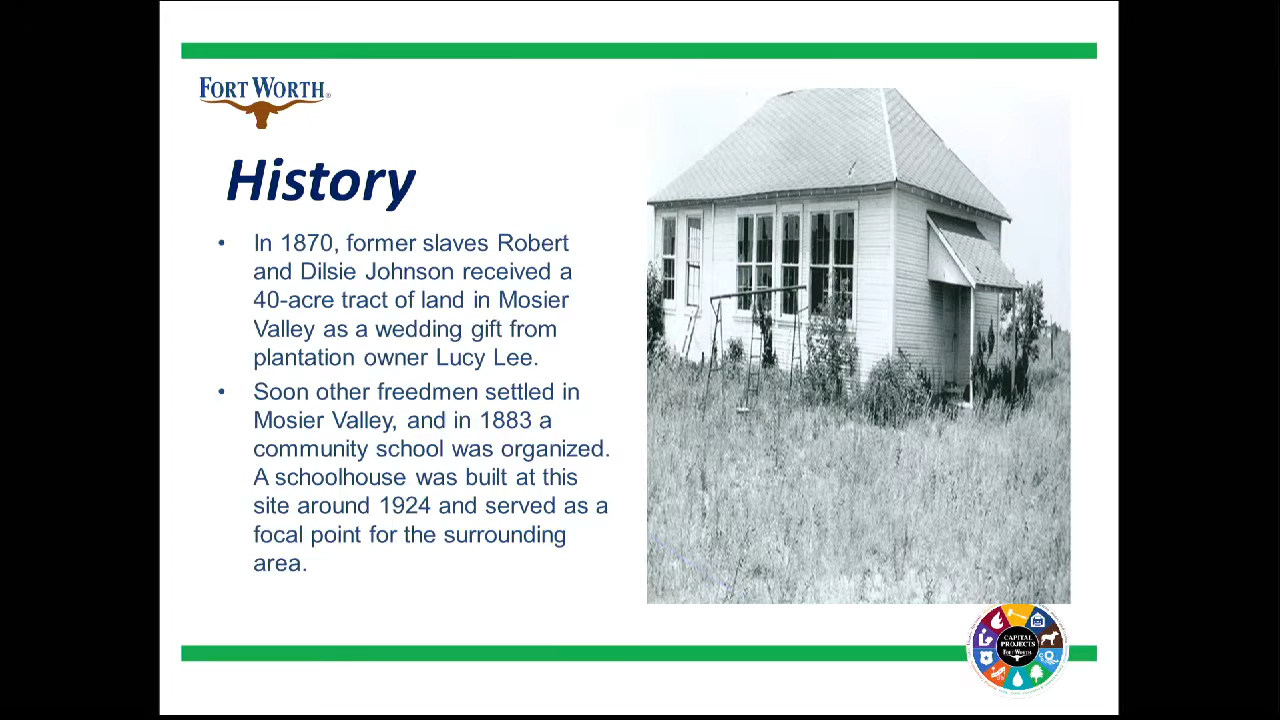 FORT WORTH®
History
• In 1870, former slaves Robert
and Dilsie Johnson received a
40-acre tract of land in Mosier
Valley as a wedding gift from
plantation owner Lucy Lee.
• Soon other freedmen settled in
Mosier Valley, and in 1883 a
community school was organized.
A schoolhouse was built at this
site around 1924 and served as a
focal point for the surrounding
area.
CAPITAL
PROJECTS
FORT WORTH